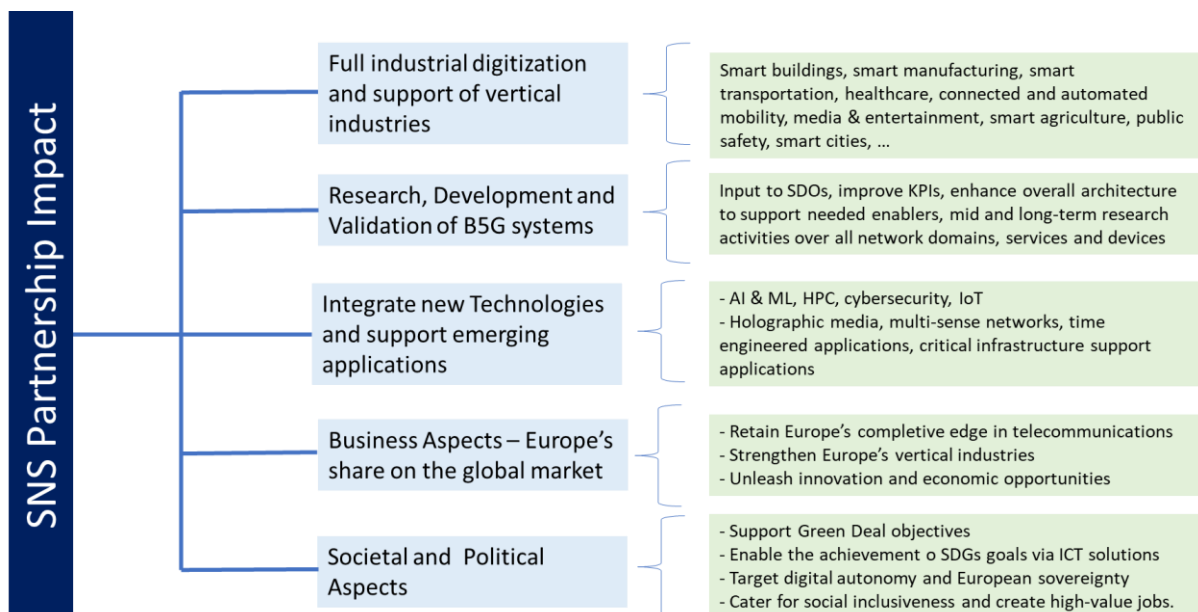 SNS Partnership Impact
Full industrial digitization
and support of vertical
industries
Smart buildings, smart manufacturing, smart
transportation, healthcare, connected and automated
mobility, media & entertainment, smart agriculture, public
safety, smart cities, ...
Research, Development and
Validation of B5G systems
Input to SDOs, improve KPIs, enhance overall architecture
to support needed enablers, mid and long-term research
activities over all network domains, services and devices
Integrate new Technologies
and support emerging
applications
- AI & ML, HPC, cybersecurity, IoT
- Holographic media, multi-sense networks, time
engineered applications, critical infrastructure support
applications
Business Aspects – Europe's
share on the global market
- Retain Europe's completive edge in telecommunications
- Strengthen Europe's vertical industries
- Unleash innovation and economic opportunities
Societal and Political
Aspects
- Support Green Deal objectives
- Enable the achievement o SDGs goals via ICT solutions
- Target digital autonomy and European sovereignty
- Cater for social inclusiveness and create high-value jobs.